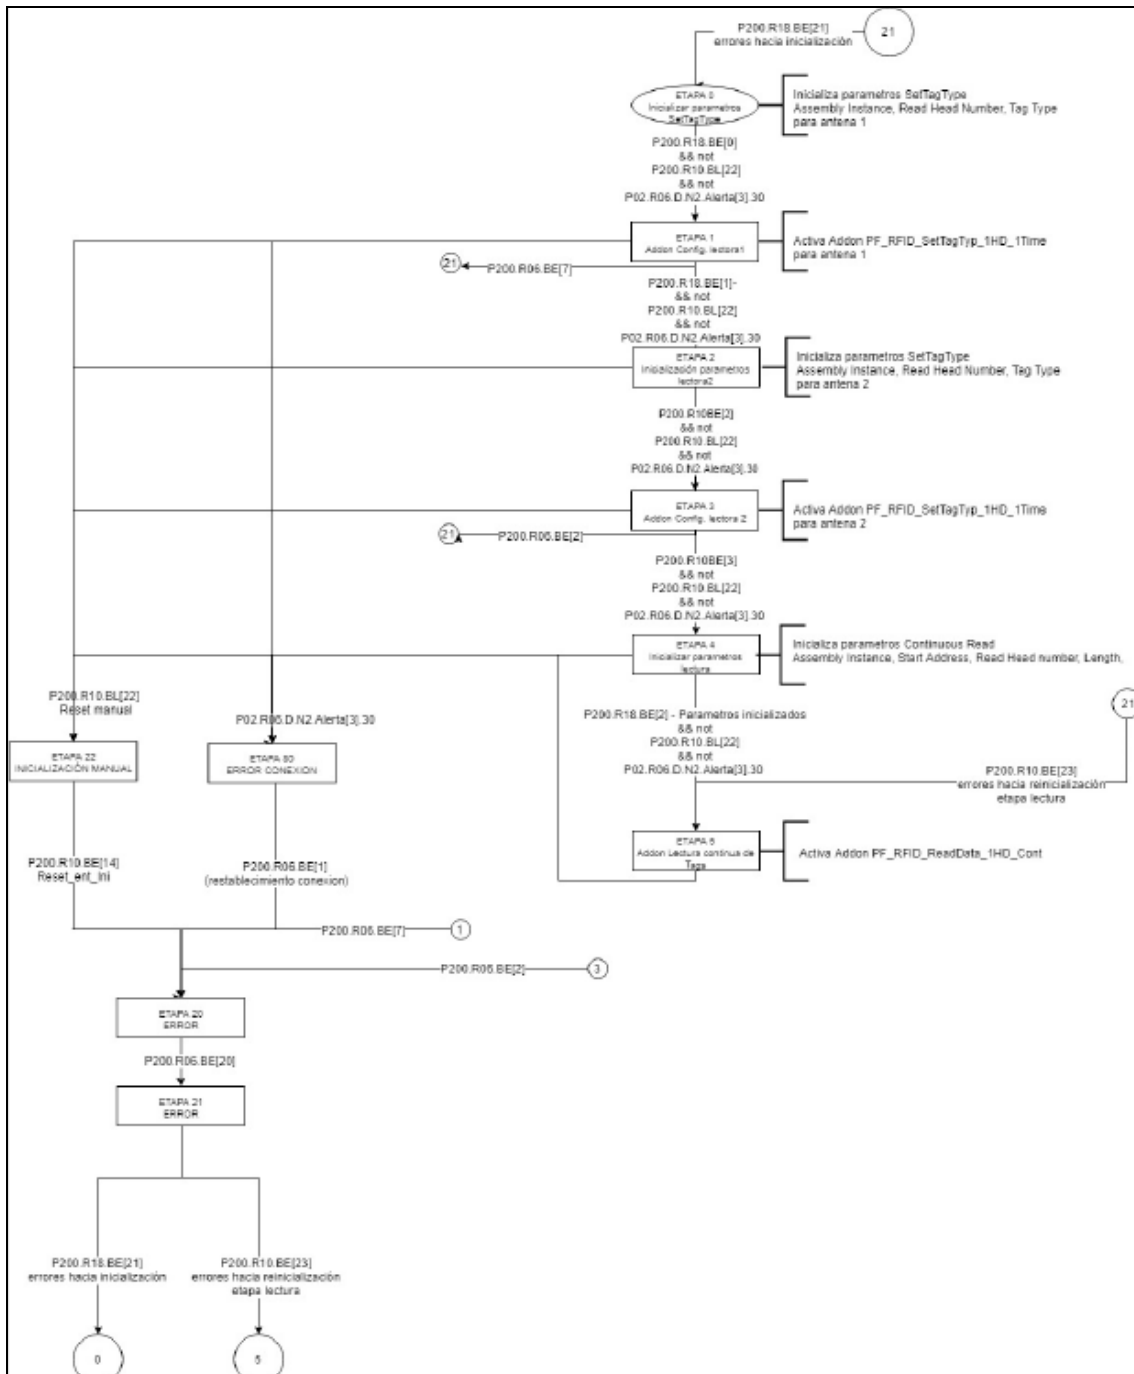 P200.R18.BE[21]
errores hacia inicialización
21
ETAPA 0
Inicializar parametros
SetTagType
Inicializa parametros SetTagType
Assembly Instance, Read Head Number, Tag Type
para antena 1
P200.R18.BE[0]
&& not
P200.R10.BL[22]
&& not
P02.R06.D.N2.Alerta[3].30
ETAPA 1
Addon Config. lectora1
Activa Addon PF_RFID_SetTagTyp_1HD_1Time
para antena 1
21
P200.R06.BE[7]
P200.R18.BE[1]-
&& not
P200.R10.BL[22]
&& not
P02.R06.D.N2.Alerta[3].30
ETAPA 2
Inicialización parametros
lectora2
Inicializa parametros SetTagType
Assembly Instance, Read Head Number, Tag Type
para antena 2
P200.R10BE[2]
&& not
P200.R10.BL[22]
&& not
P02.R06.D.N2.Alerta[3].30
ETAPA 3
Addon Config. lectora 2
Activa Addon PF_RFID_SetTagTyp_1HD_1Time
para antena 2
21
P200.R06.BE[2]
P200.R10BE[3]
&& not
P200.R10.BL[22]
&& not
P02.R06.D.N2.Alerta[3].30
ETAPA 4
Inicializar parametros
lectura
Inicializa parametros Continuous Read
Assembly Instance, Start Address, Read Head number, Length,
P200.R10.BL[22]
Reset manual
P02.R06.D.N2.Alerta[3].30
P200.R18.BE[2] - Parametros inicializados
&& not
P200.R10.BL[22]
&& not
P02.R06.D.N2.Alerta[3].30
21
ETAPA 22
INICIALIZACIÓN MANUAL
ERROR CONEXION
P200.R10.BE[23]
errores hacia reinicialización
etapa lectura
ETAPA 5
Addon Lectura continua de
Tags
Activa Addon PF_RFID_ReadData_1HD_Cont
P200.R10.BE[14]
Reset_ent_Ini
P200.R06.BE[1]
(restablecimiento conexion)
P200.R06.BE[7]
1
P200.R06.BE[2]
3
ETAPA 20
ERROR
P200.R06.BE[20]
ETAPA 21
ERROR
P200.R18.BE[21]
errores hacia inicialización
P200.R10.BE[23]
errores hacia reinicialización
etapa lectura
0
5